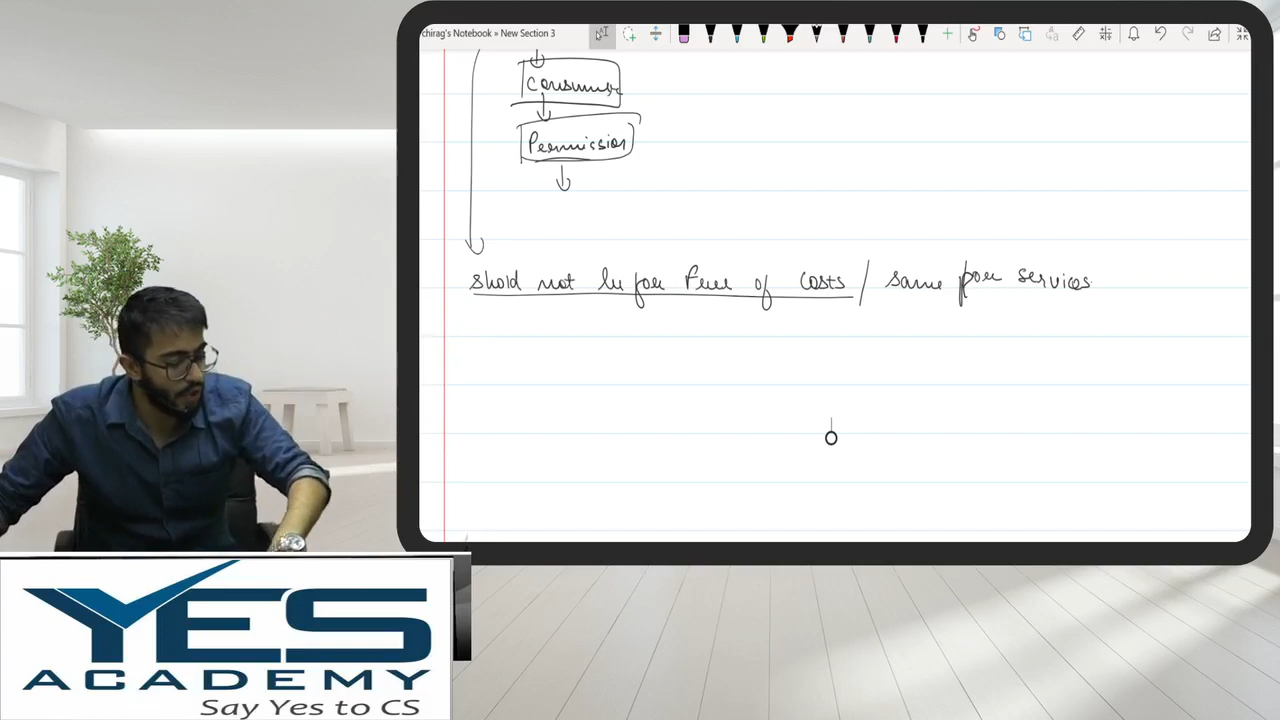 chirag's Notebook » New Section 3
Consumer
Permission
shold not be for Free of costs / same for services
YES
ACADEMY
Say Yes to CS